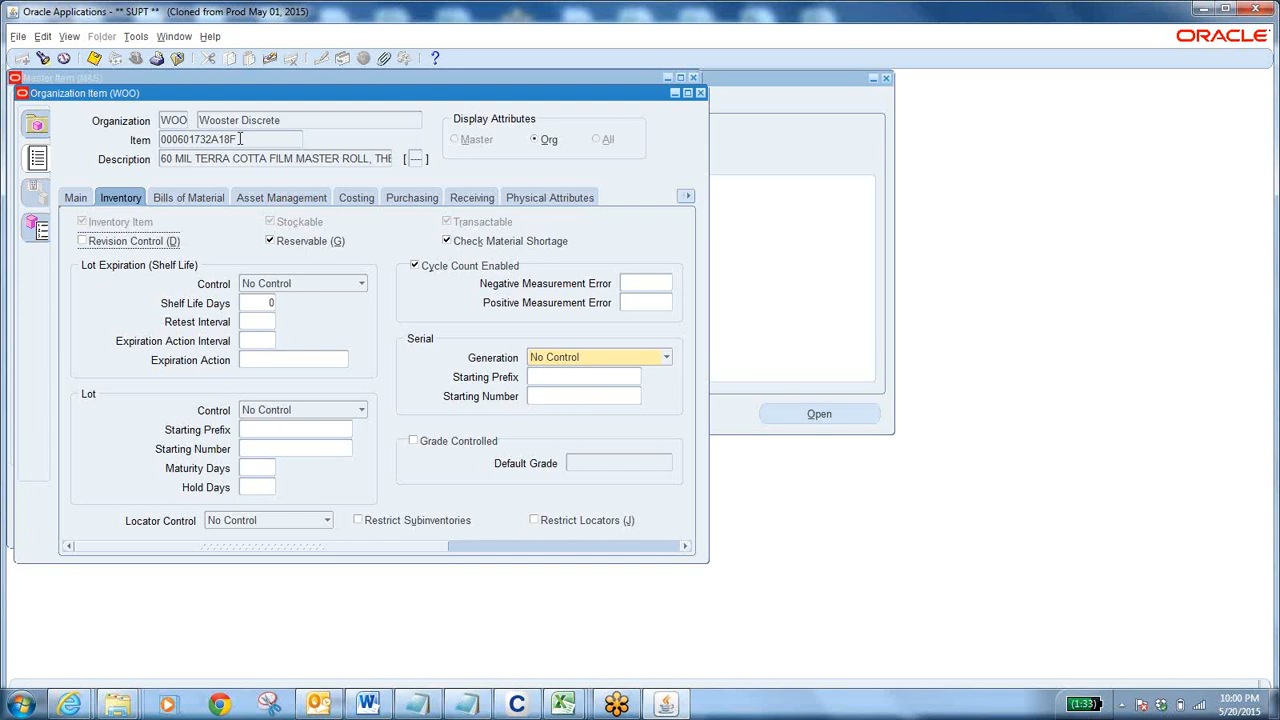 Oracle Applications - ** SUPT ** (Cloned from Prod May 01, 2015)
File Edit View Folder Tools Window Help
ORACLE
Master Item (NAS)
Organization Item (WOO)
Organization WOO Wooster Discrete
Item 000601732A18F
Description 60 MIL TERRA COTTA FILM MASTER ROLL, THE [ ---- ]
Display Attributes
Master Org All
Main Inventory Bills of Material Asset Management Costing Purchasing Receiving Physical Attributes
Inventory Item Stockable Transactable
Revision Control (D) Reservable (G) Check Material Shortage
Lot Expiration (Shelf Life)
Control No Control
Shelf Life Days 0
Retest Interval
Expiration Action Interval
Expiration Action
Cycle Count Enabled
Negative Measurement Error
Positive Measurement Error
Serial
Generation No Control
Starting Prefix
Starting Number
Lot
Control No Control
Starting Prefix
Starting Number
Maturity Days
Hold Days
Grade Controlled
Default Grade
Locator Control No Control Restrict Subinventories Restrict Locators (J)
Open
(1:33)
10:00 PM
5/20/2015